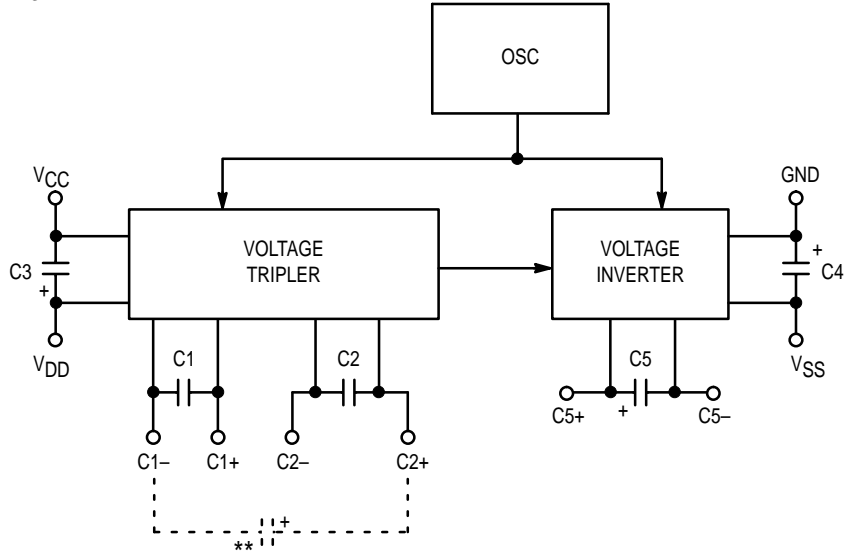 OSC
VCC
GND
VOLTAGE
TRIPLER
VOLTAGE
INVERTER
C3
+
+
C4
VDD
VSS
C1
C2
C5
C5+
+
C5–
C1–
C1+
C2–
C2+
+
**